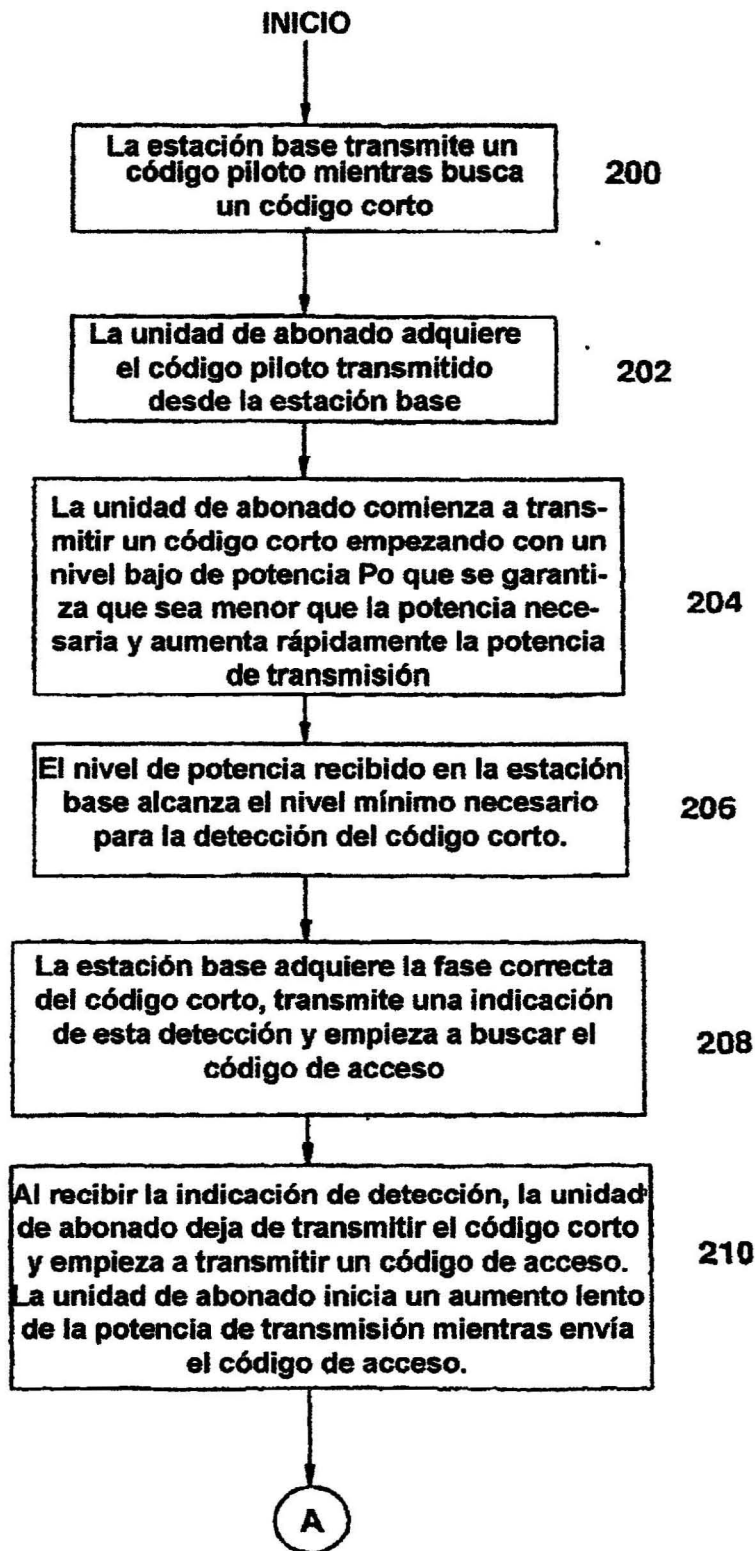 INICIO
La estación base transmite un
código piloto mientras busca
un código corto
200
La unidad de abonado adquiere
el código piloto transmitido
desde la estación base
202
La unidad de abonado comienza a trans-
mitir un código corto empezando con un
nivel bajo de potencia Po que se garanti-
za que sea menor que la potencia nece-
saria y aumenta rápidamente la potencia
de transmisión
204
El nivel de potencia recibido en la estación
base alcanza el nivel mínimo necesario
para la detección del código corto.
206
La estación base adquiere la fase correcta
del código corto, transmite una indicación
de esta detección y empieza a buscar el
código de acceso
208
Al recibir la indicación de detección, la unidad
de abonado deja de transmitir el código corto
y empieza a transmitir un código de acceso.
La unidad de abonado inicia un aumento lento
de la potencia de transmisión mientras envía
el código de acceso.
210
A